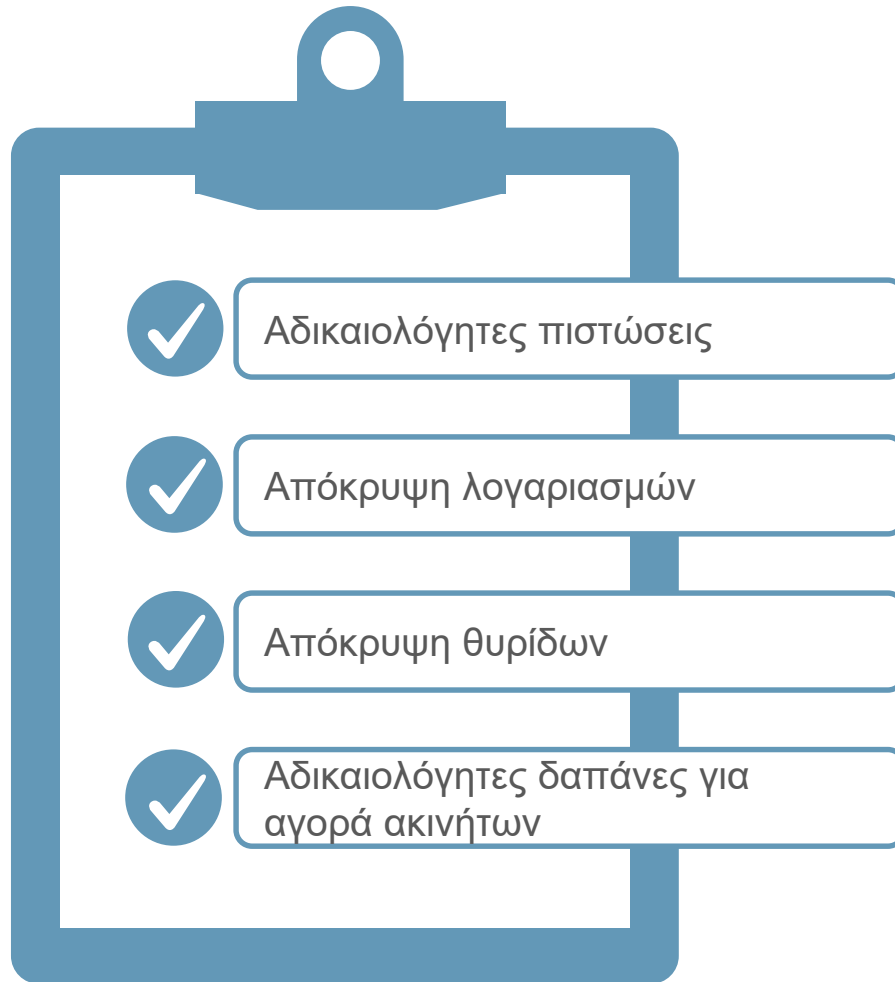 Αδικαιολόγητες πιστώσεις
Απόκρυψη λογαριασμών
Απόκρυψη θυρίδων
Αδικαιολόγητες δαπάνες για
αγορά ακινήτων